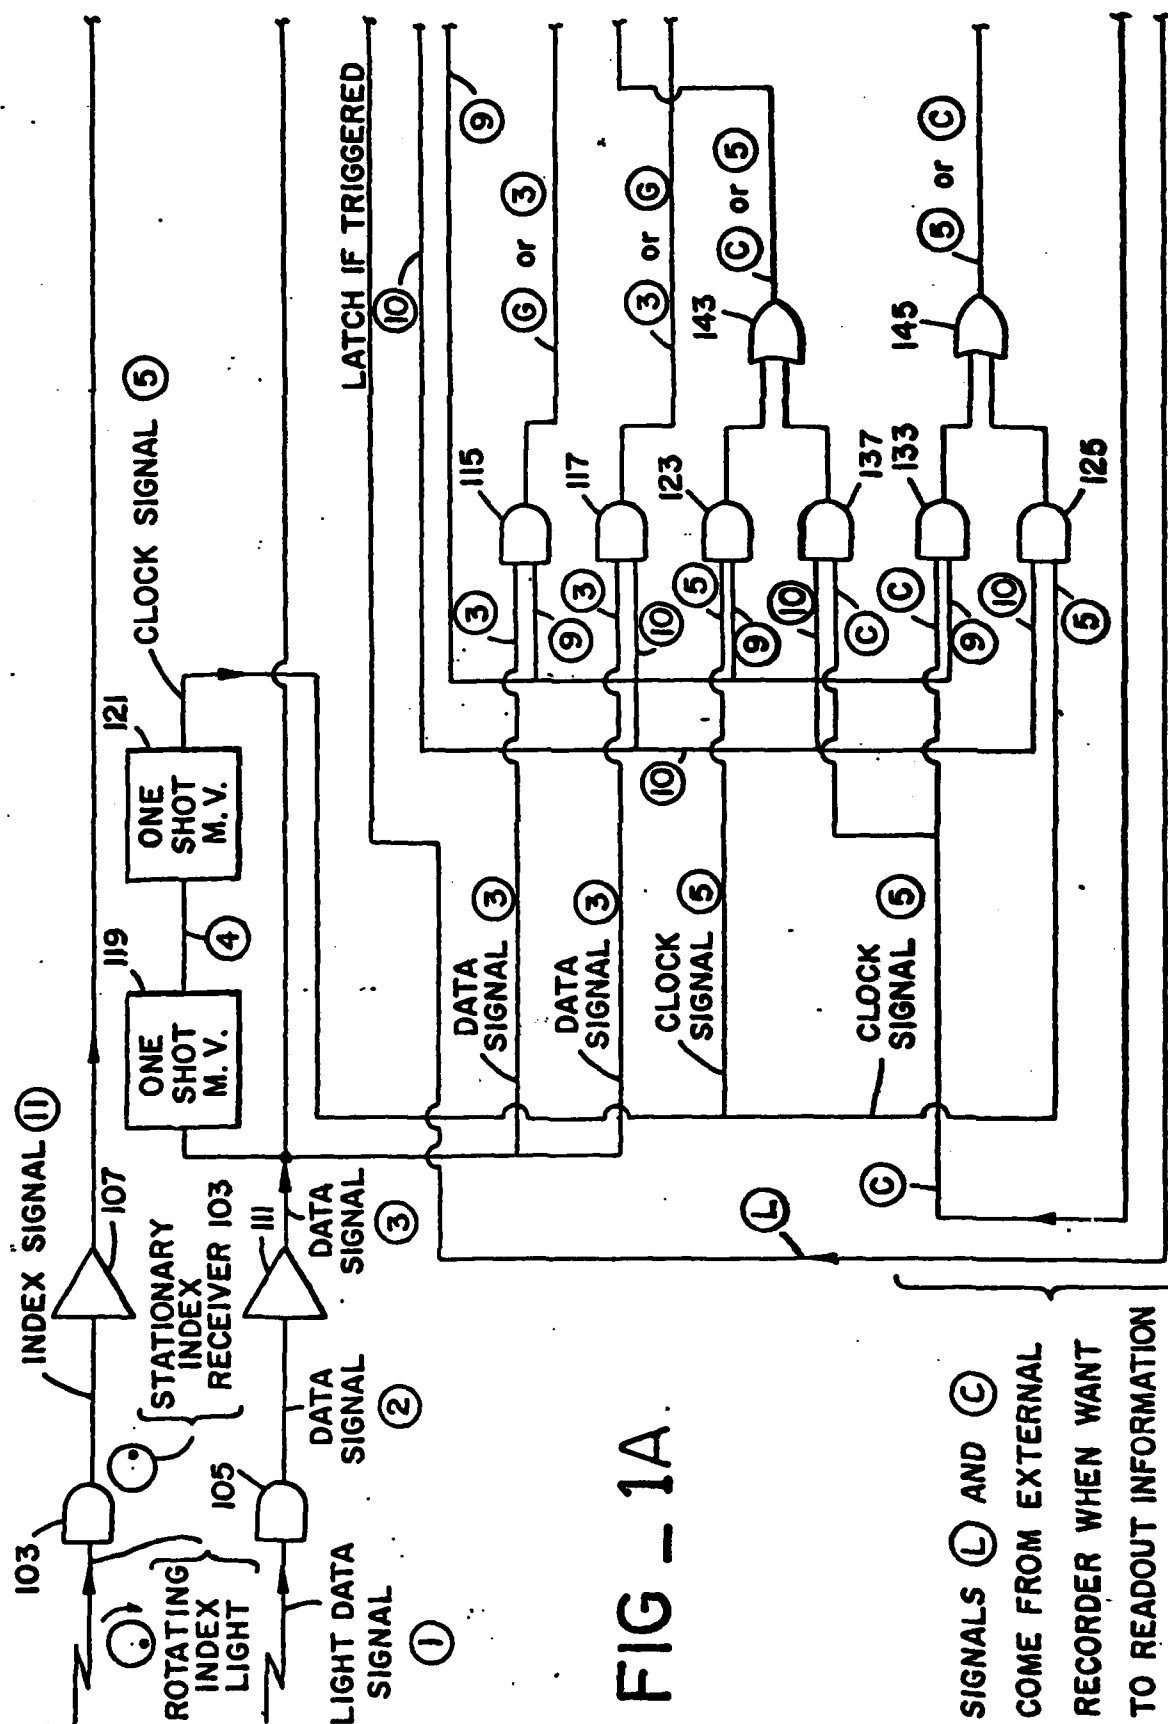 INDEX SIGNAL 11
107
103
ROTATING
INDEX
LIGHT
STATIONARY
INDEX
RECEIVER 103
105
LIGHT DATA
SIGNAL
1
DATA
SIGNAL
2
111
DATA
SIGNAL
3
119
ONE
SHOT
M. V.
4
121
ONE
SHOT
M. V.
CLOCK SIGNAL 5
LATCH IF TRIGGERED
10
9
DATA
SIGNAL 3
3
9
115
G or 3
DATA
SIGNAL 3
3
10
117
3 or G
10
CLOCK
SIGNAL 5
5
9
123
10
C
137
143
C or 5
CLOCK
SIGNAL 5
C
C
9
133
10
5
125
145
5 or C
L
FIG - 1A
SIGNALS L AND C
COME FROM EXTERNAL
RECORDER WHEN WANT
TO READOUT INFORMATION